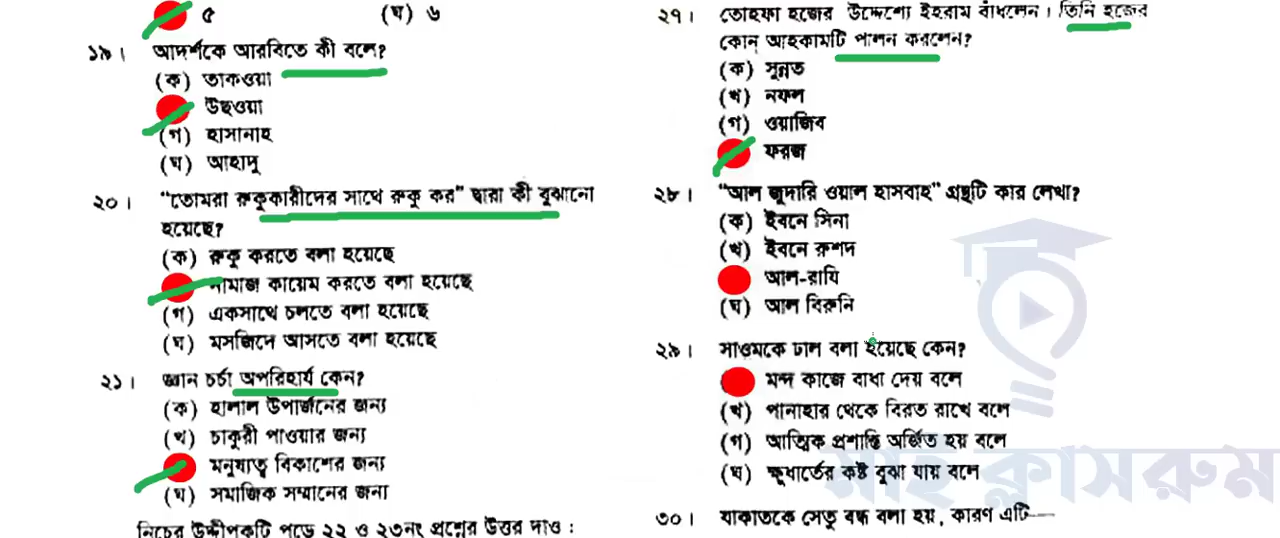 ৫ (ঘ) ৬
১৯। আদর্শকে আরবিতে কী বলে?
(ক) তাকওয়া
উছওয়া
(গ) হাসানাহ
(ঘ) আহাদু
২০। "তোমরা রুকুকারীদের সাথে রুকু কর" দ্বারা কী বুঝানো
হয়েছে?
(ক) রুকু করতে বলা হয়েছে
নামাজ কায়েম করতে বলা হয়েছে
(গ) একসাথে চলতে বলা হয়েছে
(ঘ) মসজিদে আসতে বলা হয়েছে
২১। জ্ঞান চর্চা অপরিহার্য কেন?
(ক) হালাল উপার্জনের জন্য
(খ) চাকুরী পাওয়ার জন্য
মনুষ্যত্ব বিকাশের জন্য
(ঘ) সমাজিক সম্মানের জন্য
নিচের উদ্দীপকটি পড়ে ২২ ও ২৩নং প্রশ্নের উত্তর দাও :
২৭। তোহফা হজের উদ্দেশ্যে ইহরাম বাঁধলেন। তিনি হজের
কোন্ আহকামটি পালন করলেন?
(ক) সুন্নত
(খ) নফল
(গ) ওয়াজিব
ফরজ
২৮। "আল জুদারি ওয়াল হাসবাহ" গ্রন্থটি কার লেখা?
(ক) ইবনে সিনা
(খ) ইবনে রুশদ
আল-রাযি
(ঘ) আল বিরুনি
২৯। সাওমকে ঢাল বলা হয়েছে কেন?
মন্দ কাজে বাধা দেয় বলে
(খ) পানাহার থেকে বিরত রাখে বলে
(গ) আত্মিক প্রশান্তি অর্জিত হয় বলে
(ঘ) ক্ষুধার্তের কষ্ট বুঝা যায় বলে
মাই ক্লাসরুম
৩০। যাকাতকে সেতু বন্ধ বলা হয়, কারণ এটি—